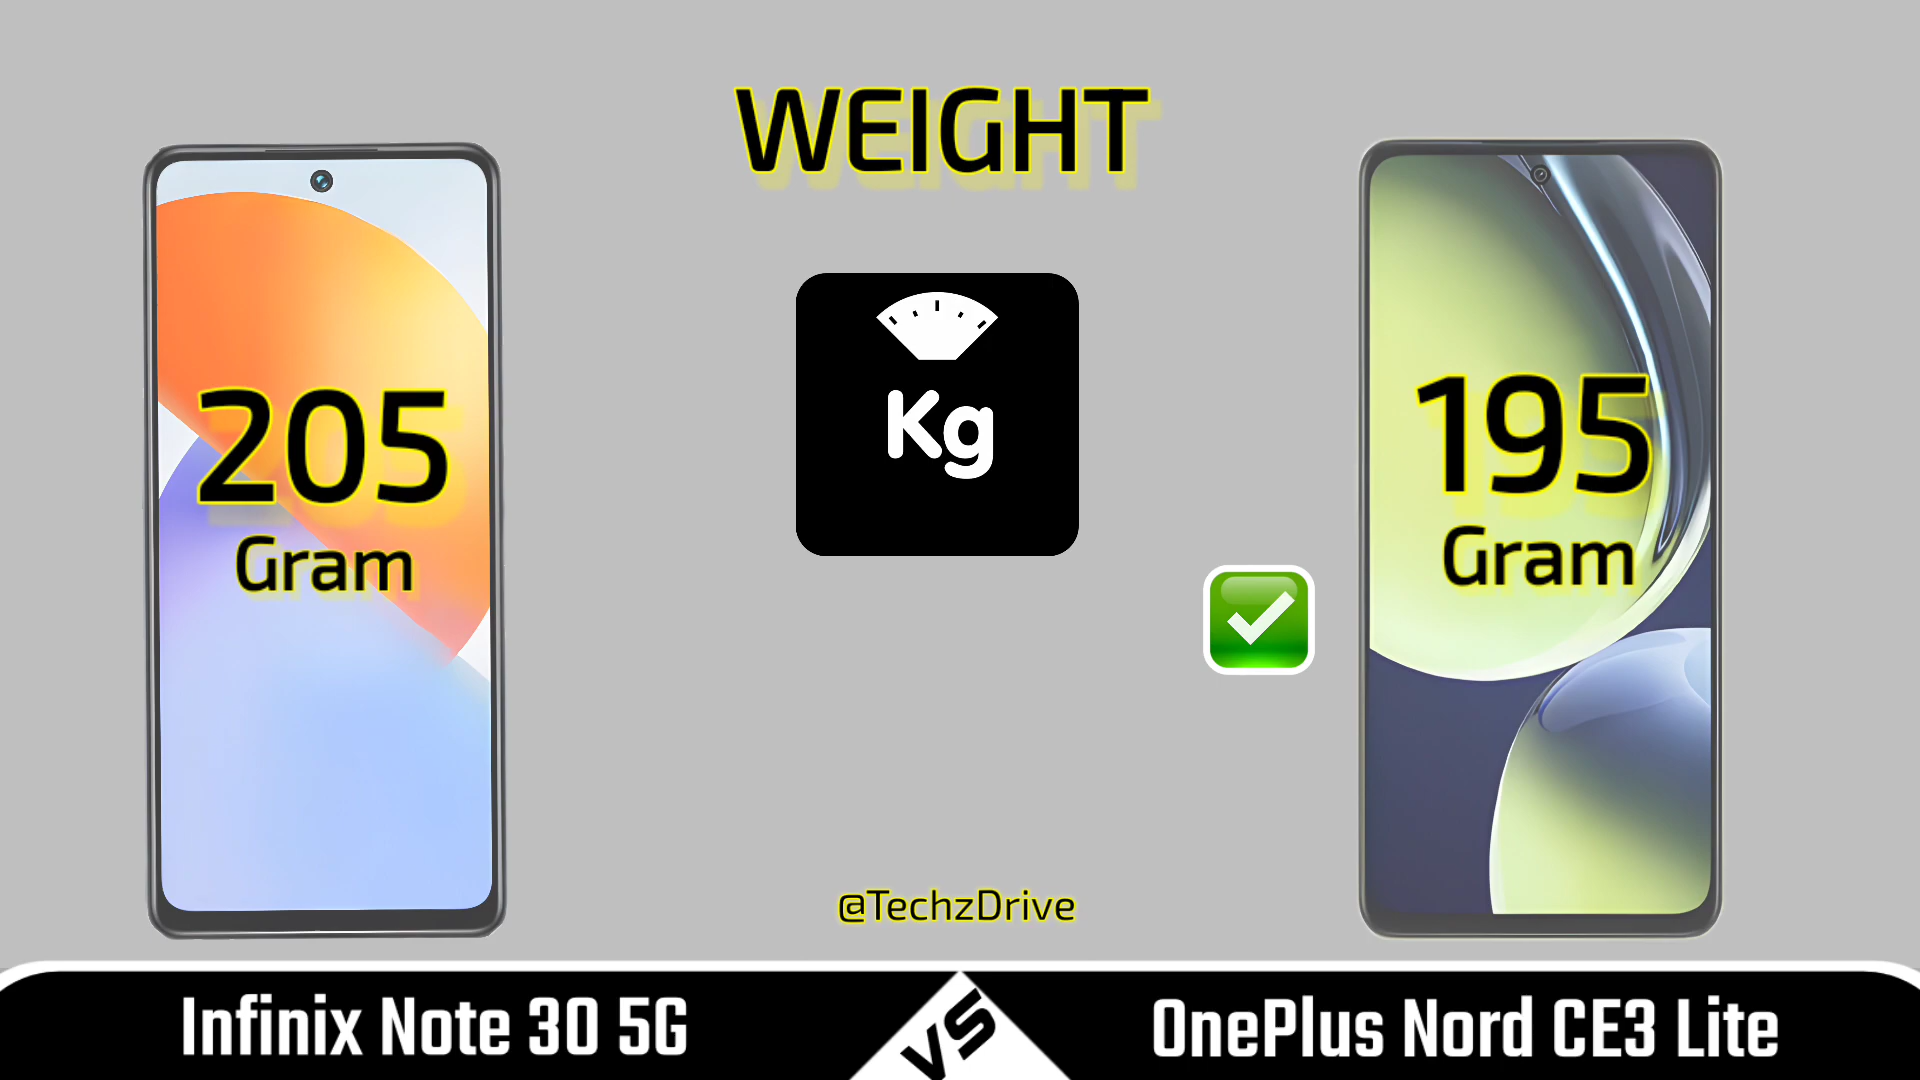 WEIGHT
Kg
205
Gram
195
Gram
@TechzDrive
Infinix Note 30 5G
VS
OnePlus Nord CE3 Lite